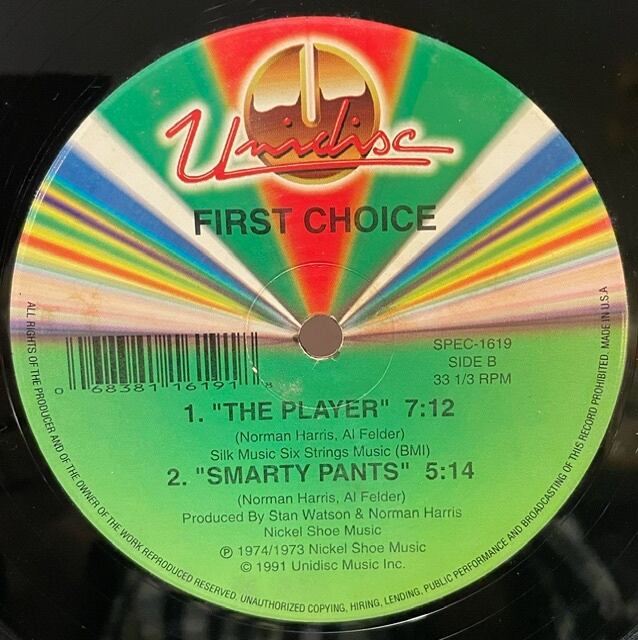 Unidisc
FIRST CHOICE
SPEC-1619
SIDE B
33 1/3 RPM
0 68381 16191 8
1. "THE PLAYER" 7:12
(Norman Harris, Al Felder)
Silk Music Six Strings Music (BMI)
2. "SMARTY PANTS" 5:14
(Norman Harris, Al Felder)
Produced By Stan Watson & Norman Harris
Nickel Shoe Music
℗ 1974/1973 Nickel Shoe Music
© 1991 Unidisc Music Inc.
ALL RIGHTS OF THE PRODUCER AND OF THE OWNER OF THE WORK REPRODUCED RESERVED. UNAUTHORIZED COPYING, HIRING, LENDING, PUBLIC PERFORMANCE AND BROADCASTING OF THIS RECORD PROHIBITED. MADE IN U.S.A